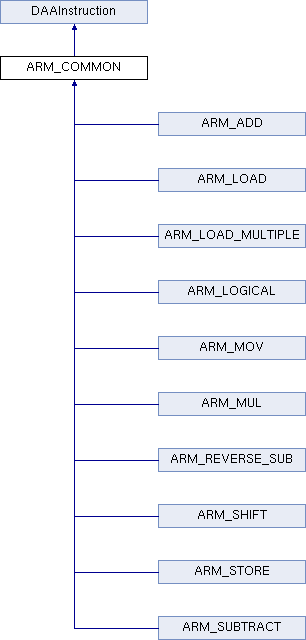 DAAInstruction
ARM_COMMON
ARM_ADD
ARM_LOAD
ARM_LOAD_MULTIPLE
ARM_LOGICAL
ARM_MOV
ARM_MUL
ARM_REVERSE_SUB
ARM_SHIFT
ARM_STORE
ARM_SUBTRACT